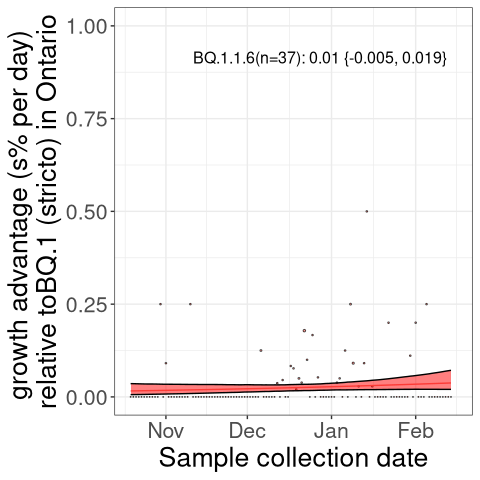 growth advantage (s% per day)
relative toBQ.1 (stricto) in Ontario
1.00
0.75
0.50
0.25
0.00
BQ.1.1.6(n=37): 0.01 {-0.005, 0.019}
Nov Dec Jan Feb
Sample collection date